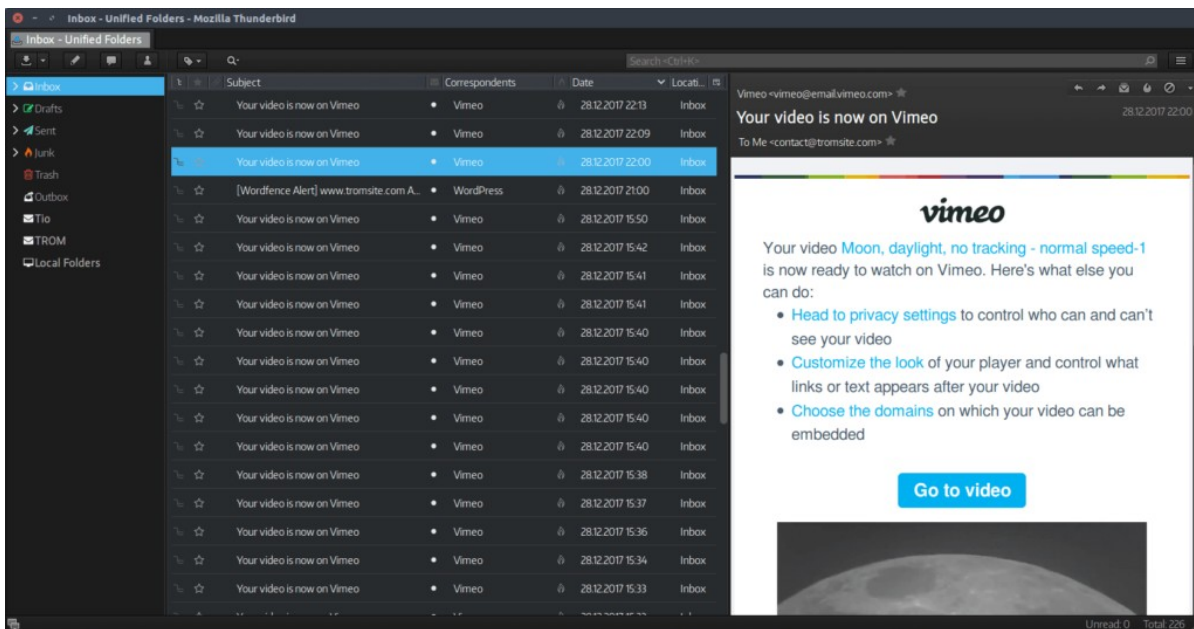 Inbox - Unified Folders - Mozilla Thunderbird
Inbox - Unified Folders
Search <Ctrl+K>
Inbox
Drafts
Sent
Junk
Trash
Outbox
Tio
TROM
Local Folders
Subject Correspondents Date Locati...
Your video is now on Vimeo Vimeo 28.12.2017 22:13 Inbox
Your video is now on Vimeo Vimeo 28.12.2017 22:09 Inbox
Your video is now on Vimeo Vimeo 28.12.2017 22:00 Inbox
[Wordfence Alert] www.tromsite.com A... WordPress 28.12.2017 21:00 Inbox
Your video is now on Vimeo Vimeo 28.12.2017 15:50 Inbox
Your video is now on Vimeo Vimeo 28.12.2017 15:42 Inbox
Your video is now on Vimeo Vimeo 28.12.2017 15:41 Inbox
Your video is now on Vimeo Vimeo 28.12.2017 15:41 Inbox
Your video is now on Vimeo Vimeo 28.12.2017 15:40 Inbox
Your video is now on Vimeo Vimeo 28.12.2017 15:40 Inbox
Your video is now on Vimeo Vimeo 28.12.2017 15:40 Inbox
Your video is now on Vimeo Vimeo 28.12.2017 15:40 Inbox
Your video is now on Vimeo Vimeo 28.12.2017 15:40 Inbox
Your video is now on Vimeo Vimeo 28.12.2017 15:38 Inbox
Your video is now on Vimeo Vimeo 28.12.2017 15:37 Inbox
Your video is now on Vimeo Vimeo 28.12.2017 15:36 Inbox
Your video is now on Vimeo Vimeo 28.12.2017 15:34 Inbox
Your video is now on Vimeo Vimeo 28.12.2017 15:33 Inbox
Vimeo <vimeo@email.vimeo.com>
Your video is now on Vimeo 28.12.2017 22:00
To Me <contact@tromsite.com>
vimeo
Your video Moon, daylight, no tracking - normal speed-1
is now ready to watch on Vimeo. Here's what else you
can do:
• Head to privacy settings to control who can and can't
see your video
• Customize the look of your player and control what
links or text appears after your video
• Choose the domains on which your video can be
embedded
Go to video
Unread: 0 Total: 226